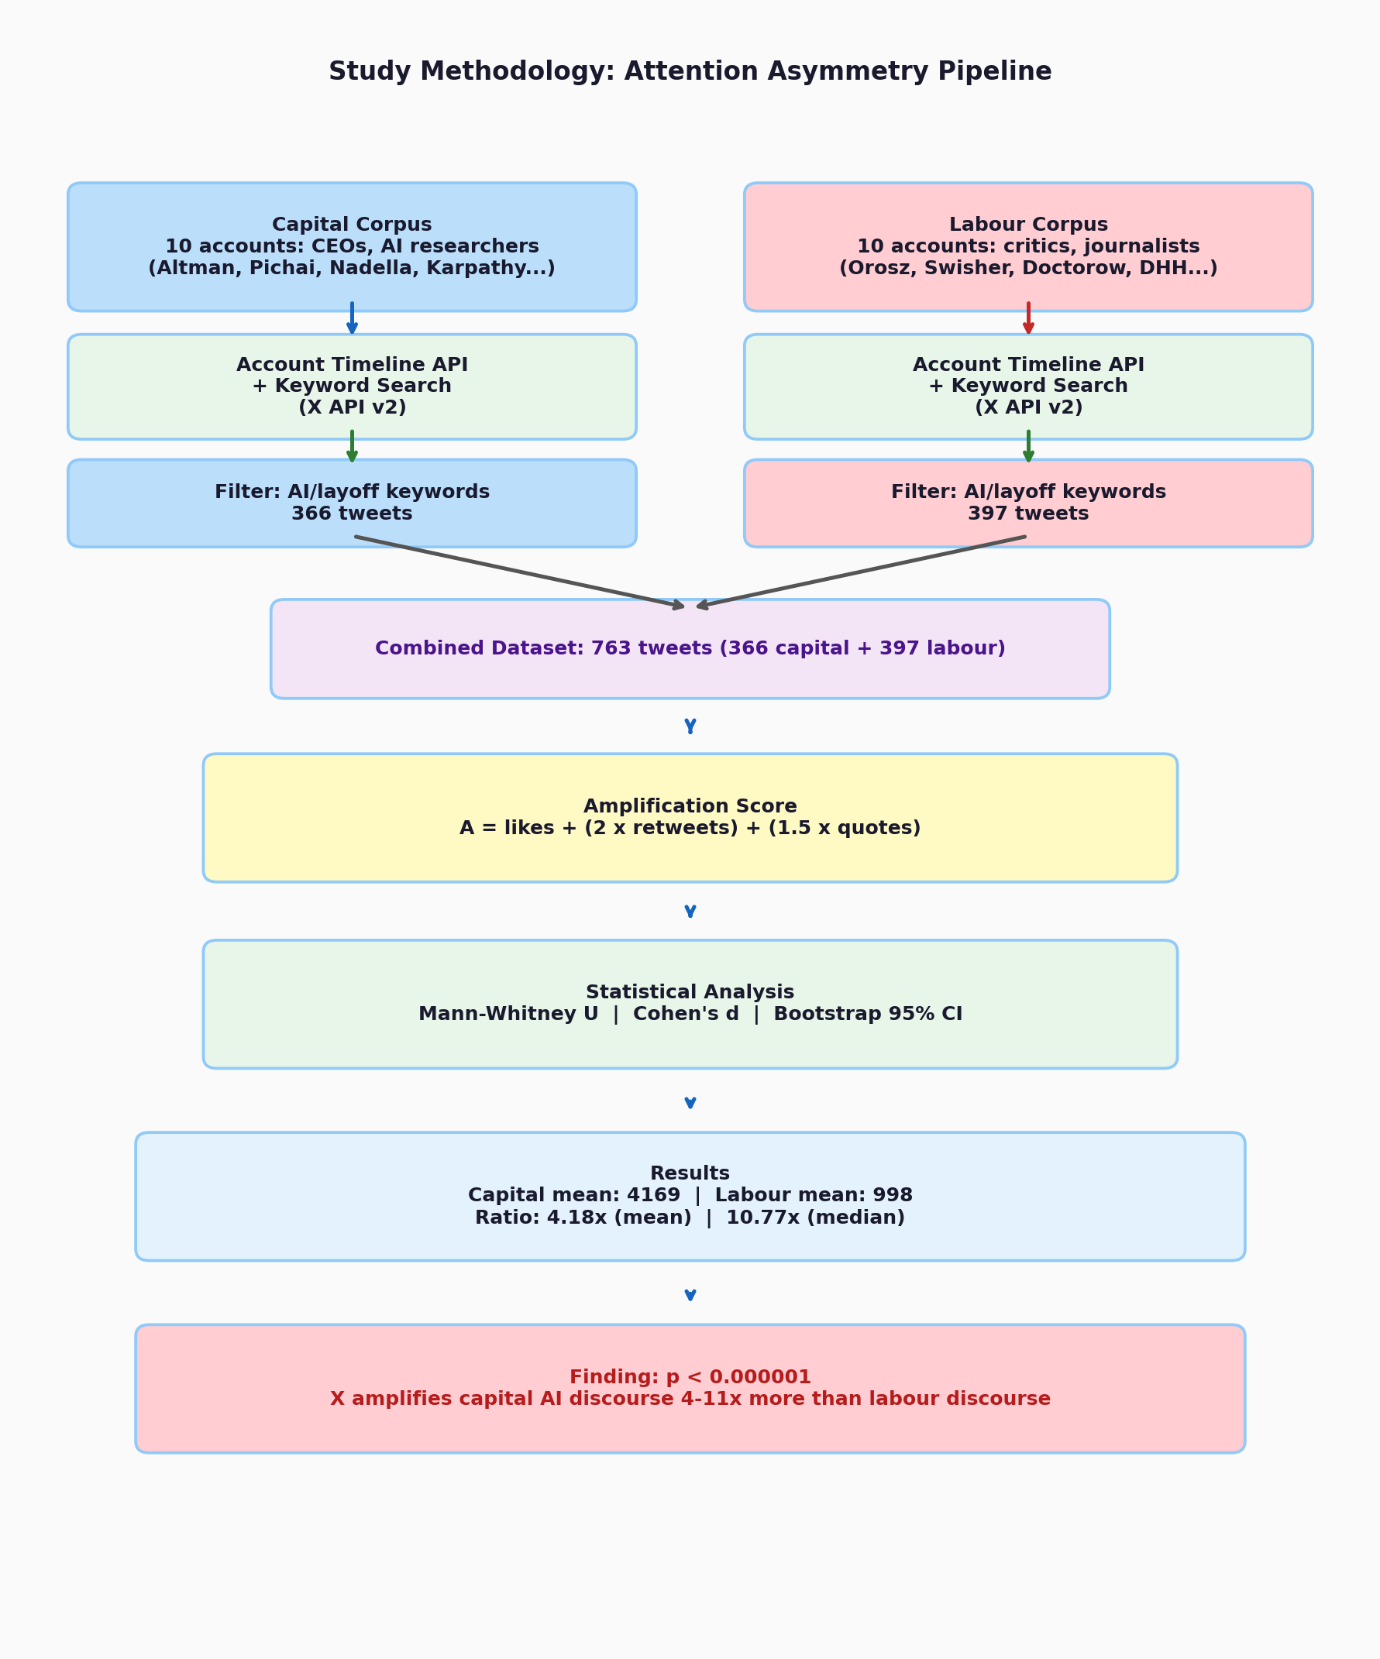 Study Methodology: Attention Asymmetry Pipeline
Capital Corpus
10 accounts: CEOs, AI researchers
(Altman, Pichai, Nadella, Karpathy...)
Labour Corpus
10 accounts: critics, journalists
(Orosz, Swisher, Doctorow, DHH...)
Account Timeline API
+ Keyword Search
(X API v2)
Account Timeline API
+ Keyword Search
(X API v2)
Filter: AI/layoff keywords
366 tweets
Filter: AI/layoff keywords
397 tweets
Combined Dataset: 763 tweets (366 capital + 397 labour)
Amplification Score
A = likes + (2 x retweets) + (1.5 x quotes)
Statistical Analysis
Mann-Whitney U  |  Cohen's d  |  Bootstrap 95% CI
Results
Capital mean: 4169  |  Labour mean: 998
Ratio: 4.18x (mean)  |  10.77x (median)
Finding: p < 0.000001
X amplifies capital AI discourse 4-11x more than labour discourse